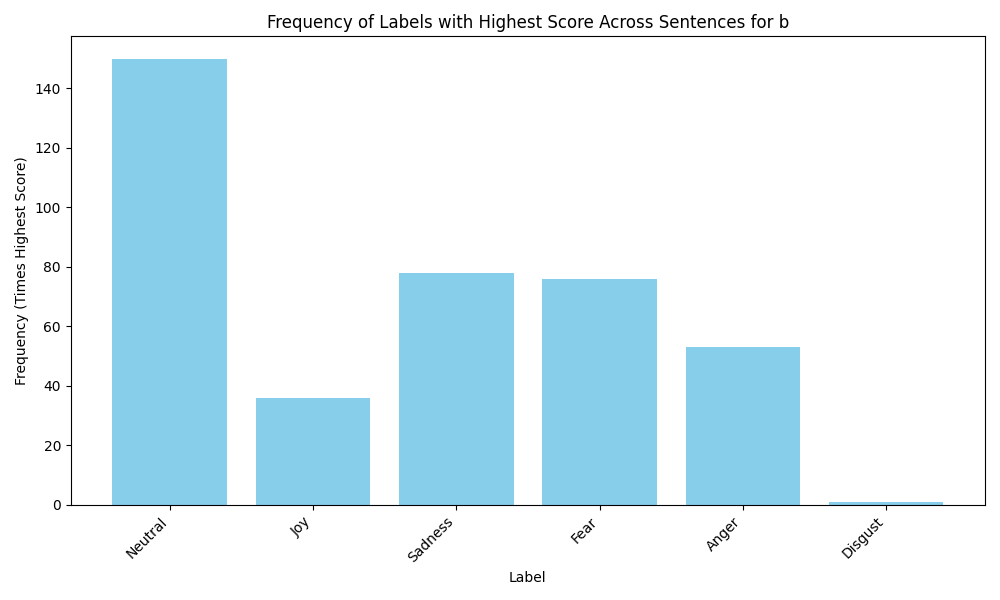 Frequency of Labels with Highest Score Across Sentences for b
Frequency (Times Highest Score)
140
120
100
80
60
40
20
0
Neutral
Joy
Sadness
Fear
Anger
Disgust
Label